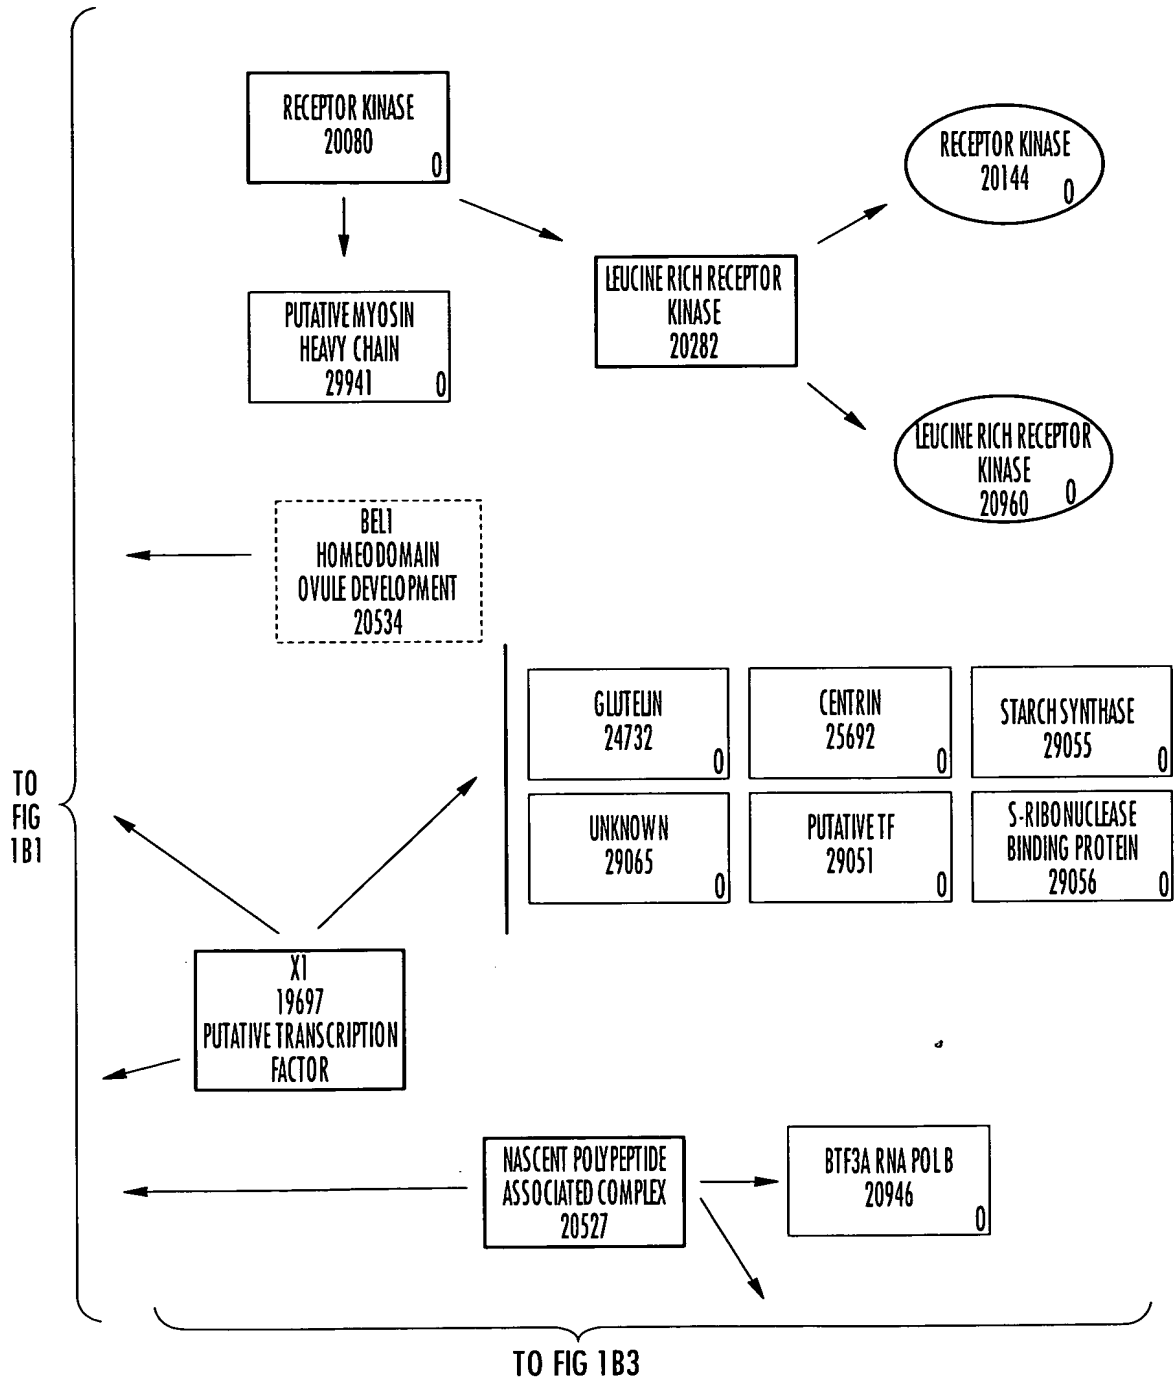 RECEPTOR KINASE
20080
0
RECEPTOR KINASE
20144
0
LEUCINE RICH RECEPTOR
KINASE
20282
PUTATIVE MYOSIN
HEAVY CHAIN
29941
0
LEUCINE RICH RECEPTOR
KINASE
20960
0
BEL1
HOMEODOMAIN
OVULE DEVELOPMENT
20534
GLUTELIN
24732
0
CENTRIN
25692
0
STARCH SYNTHASE
29055
0
UNKNOWN
29065
0
PUTATIVE TF
29051
0
S-RIBONUCLEASE
BINDING PROTEIN
29056
0
TO
FIG
1B1
X1
19697
PUTATIVE TRANSCRIPTION
FACTOR
NASCENT POLYPEPTIDE
ASSOCIATED COMPLEX
20527
BTF3A RNA POL B
20946
0
TO FIG 1B3